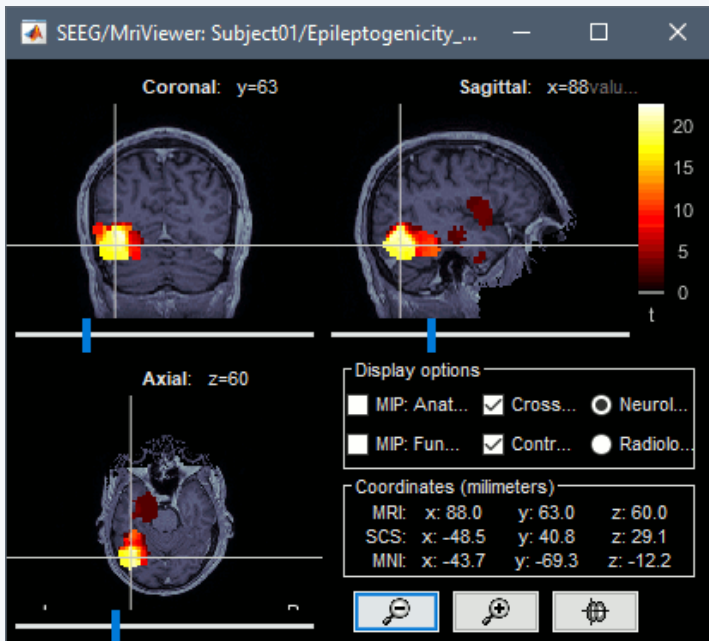 SEEG/MriViewer: Subject01/Epileptogenicity_...
Coronal: y=63
Sagittal: x=88valu...
20
15
10
5
0
t
Axial: z=60
Display options
MIP: Anat... Cross... Neurol...
MIP: Fun... Contr... Radiolo...
Coordinates (milimeters)
MRI: x: 88.0 y: 63.0 z: 60.0
SCS: x: -48.5 y: 40.8 z: 29.1
MNI: x: -43.7 y: -69.3 z: -12.2